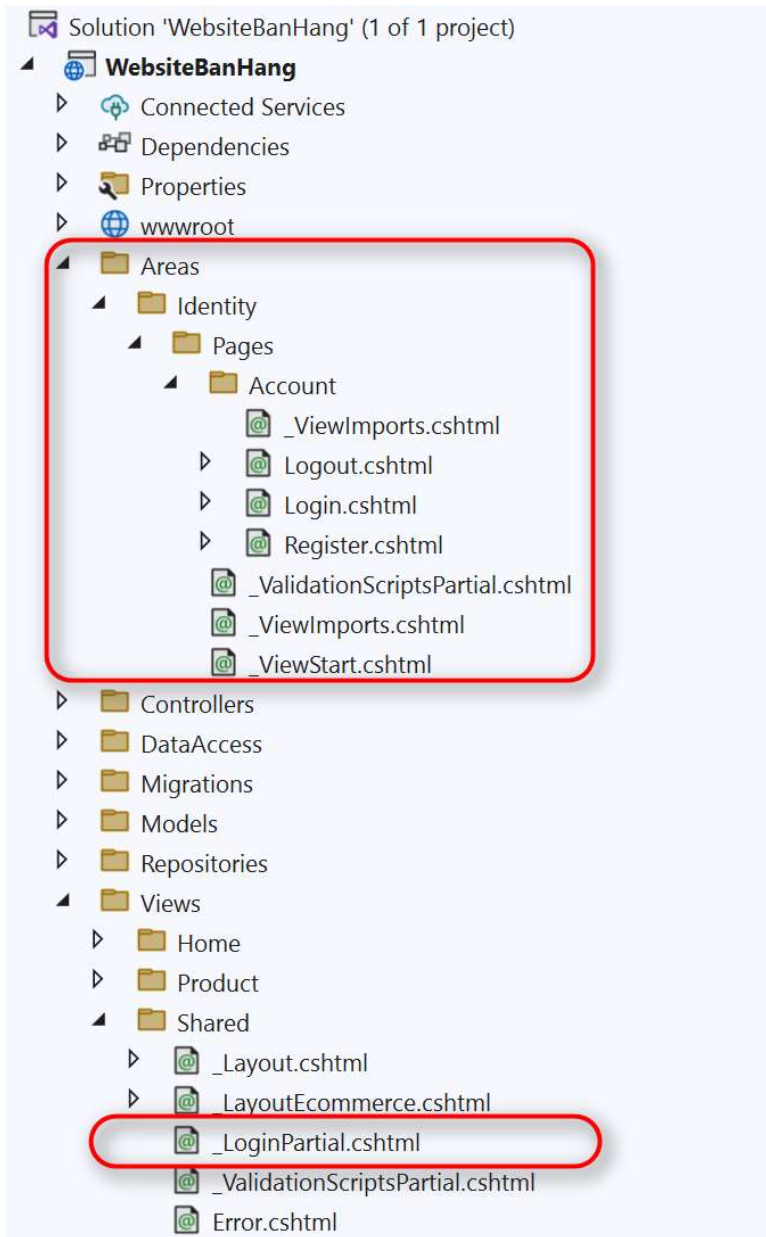 Solution 'WebsiteBanHang' (1 of 1 project)
WebsiteBanHang
Connected Services
Dependencies
Properties
wwwroot
Areas
Identity
Pages
Account
_ViewImports.cshtml
Logout.cshtml
Login.cshtml
Register.cshtml
_ValidationScriptsPartial.cshtml
_ViewImports.cshtml
_ViewStart.cshtml
Controllers
DataAccess
Migrations
Models
Repositories
Views
Home
Product
Shared
_Layout.cshtml
_LayoutEcommerce.cshtml
_LoginPartial.cshtml
_ValidationScriptsPartial.cshtml
Error.cshtml